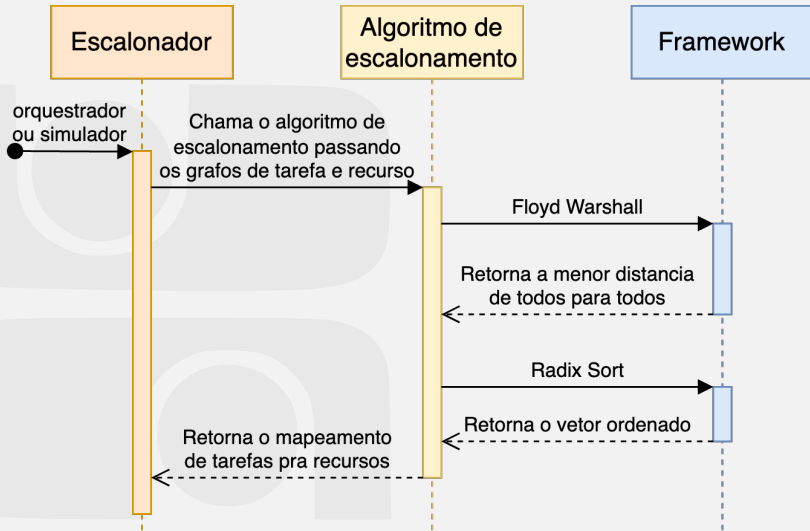 Escalonador
Algoritmo de
escalonamento
Framework
orquestrador
ou simulador
Chama o algoritmo de
escalonamento passando
os grafos de tarefa e recurso
Floyd Warshall
Retorna a menor distancia
de todos para todos
Radix Sort
Retorna o vetor ordenado
Retorna o mapeamento
de tarefas pra recursos